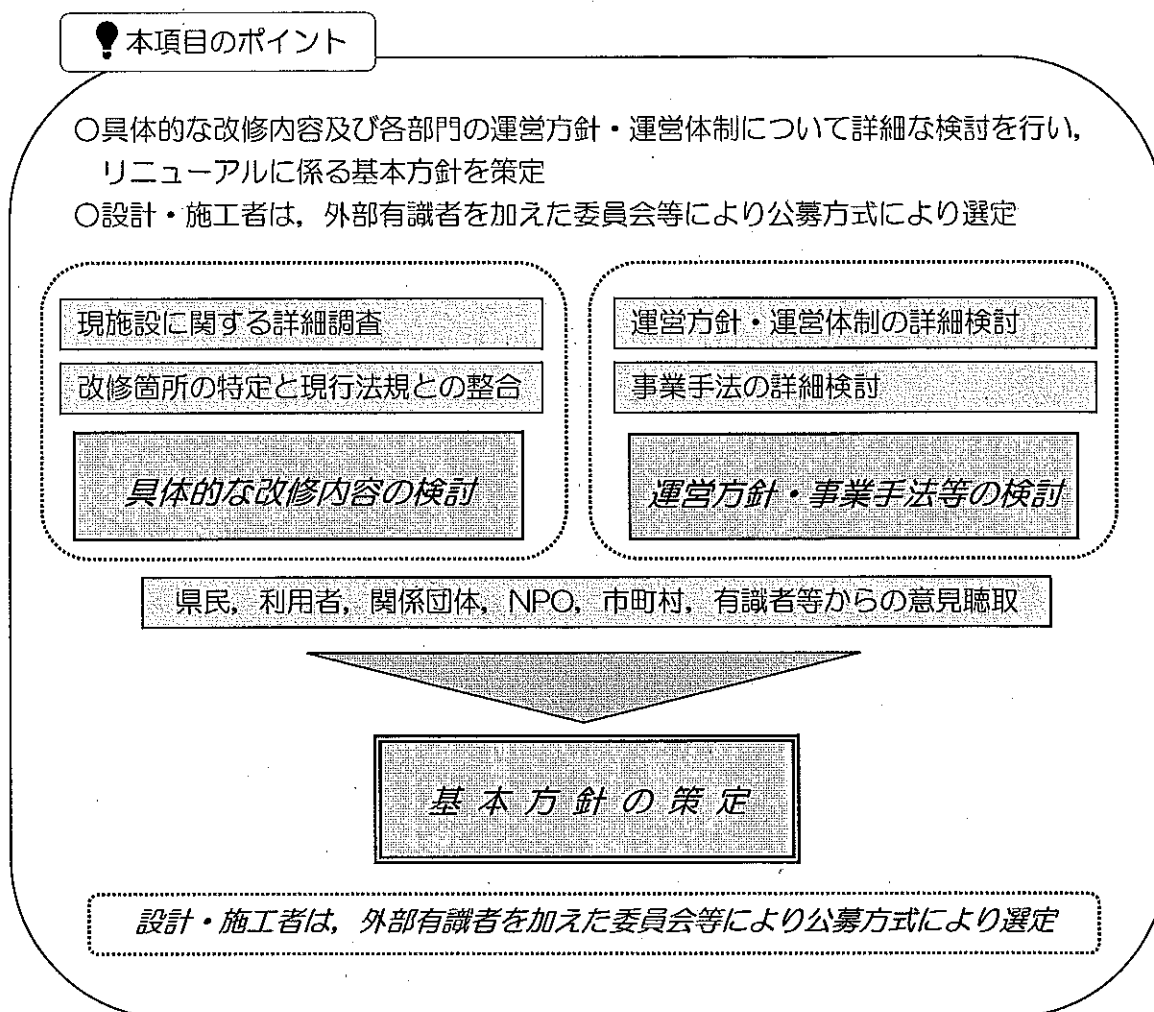 本項目のポイント
○具体的な改修内容及び各部門の運営方針・運営体制について詳細な検討を行い，
リニューアルに係る基本方針を策定
○設計・施工者は，外部有識者を加えた委員会等により公募方式により選定
現施設に関する詳細調査
改修箇所の特定と現行法規との整合
具体的な改修内容の検討
運営方針・運営体制の詳細検討
事業手法の詳細検討
運営方針・事業手法等の検討
県民，利用者，関係団体，NPO，市町村，有識者等からの意見聴取
基本方針の策定
設計・施工者は，外部有識者を加えた委員会等により公募方式により選定